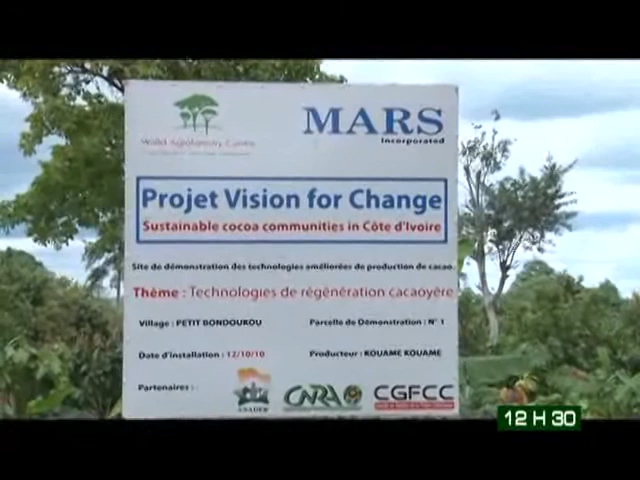 World Agroforestry Centre
MARS
Incorporated
Projet Vision for Change
Sustainable cocoa communities in Côte d'Ivoire
Site de démonstration des technologies améliorées de production de cacao
Thème : Technologies de régénération cacaoyère
Village : PETIT BONDOUKOU
Parcelle de Démonstration : N° 1
Date d'installation : 12/10/10
Producteur : KOUAME KOUAME
Partenaires :
ANADER
CNRA
CGFCC
12 H 30